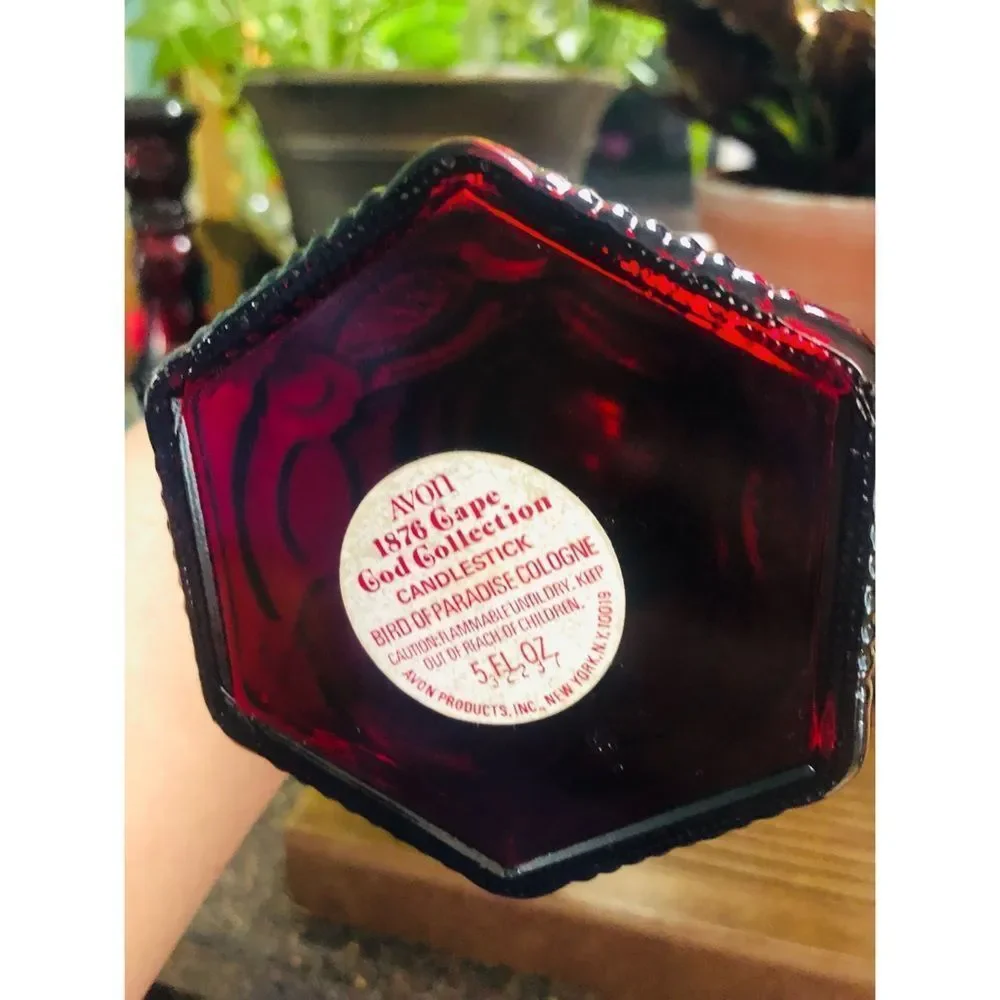 AVON
1876 Cape
Cod Collection
CANDLESTICK
BIRD OF PARADISE COLOGNE
CAUTION: FLAMMABLE UNTIL DRY. KEEP
OUT OF REACH OF CHILDREN.
5 FL. OZ.
32237
AVON PRODUCTS, INC., NEW YORK, N.Y. 10019